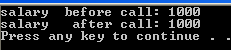 salary  before call: 1000
salary   after call: 1000
Press any key to continue . .